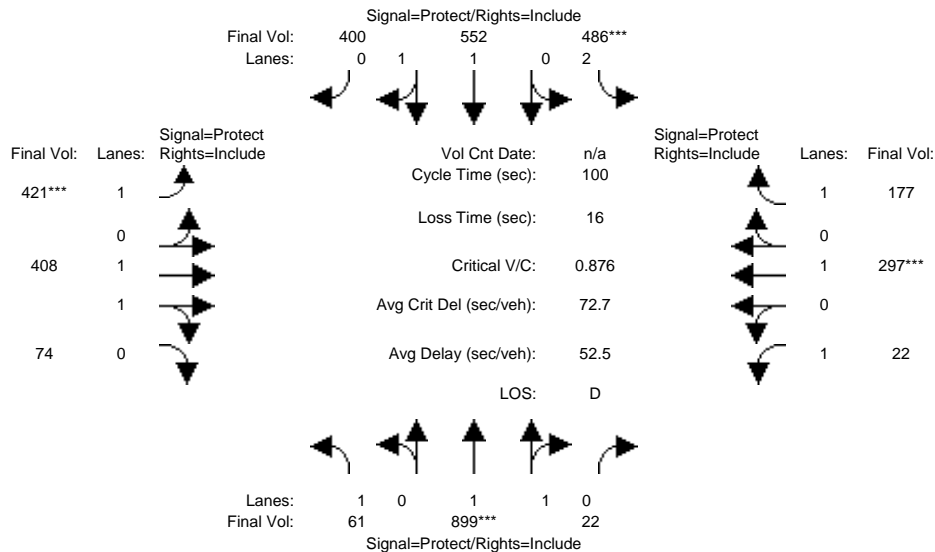 Signal=Protect/Rights=Include
Final Vol: 400 552 486***
Lanes: 0 1 1 0 2
Signal=Protect
Final Vol: Lanes: Rights=Include
Vol Cnt Date: n/a
Signal=Protect
Rights=Include Lanes: Final Vol:
Cycle Time (sec): 100
421*** 1
1 177
Loss Time (sec): 16
0
0
408 1
Critical V/C: 0.876
1 297***
1
Avg Crit Del (sec/veh): 72.7
0
74 0
Avg Delay (sec/veh): 52.5
1 22
LOS: D
Lanes: 1 0 1 1 0
Final Vol: 61 899*** 22
Signal=Protect/Rights=Include